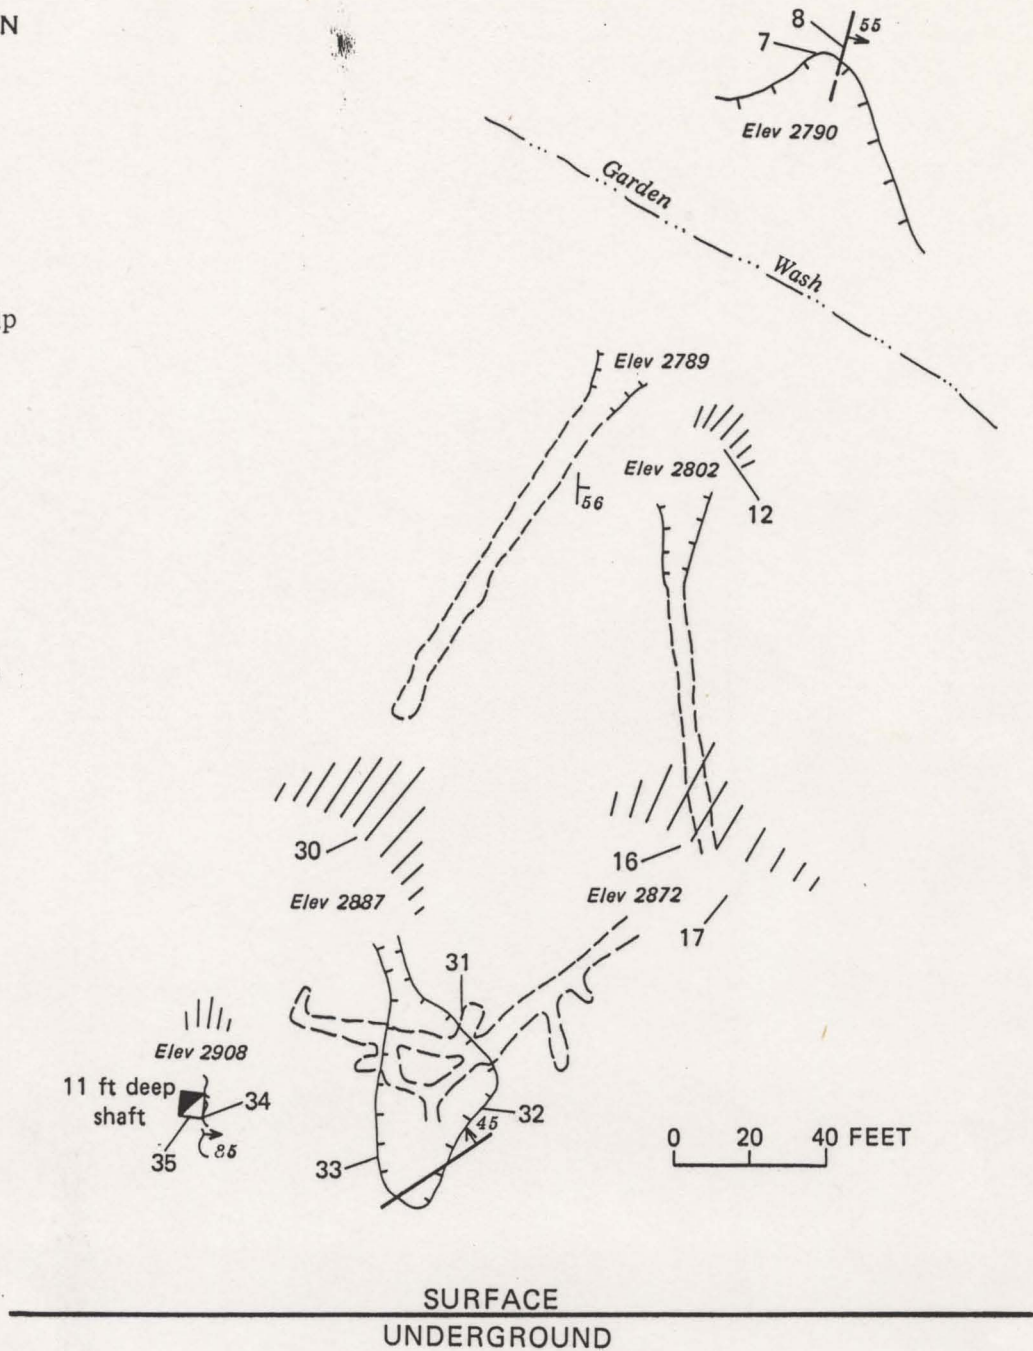 N
8
55
7
Elev 2790
Garden
Wash
p
Elev 2789
Elev 2802
56
12
30
16
Elev 2887
Elev 2872
17
31
Elev 2908
11 ft deep
shaft
34
35
85
32
45
33
0 20 40 FEET
SURFACE
UNDERGROUND